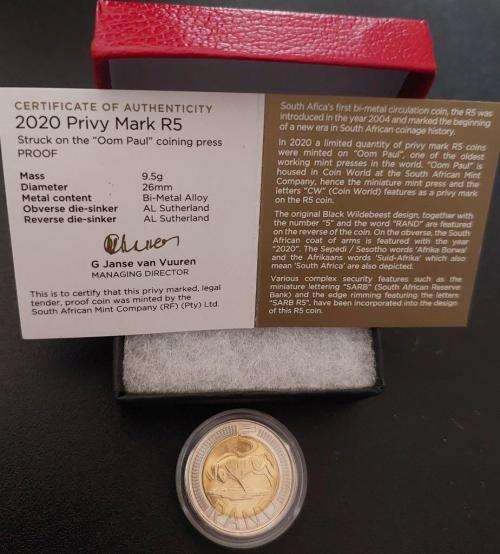 CERTIFICATE OF AUTHENTICITY
2020 Privy Mark R5
Struck on the "Oom Paul" coining press
PROOF
Mass 9.5g
Diameter 26mm
Metal content Bi-Metal Alloy
Obverse die-sinker AL Sutherland
Reverse die-sinker AL Sutherland
G Janse van Vuuren
MANAGING DIRECTOR
This is to certify that this privy marked, legal
tender, proof coin was minted by the
South African Mint Company (RF) (Pty) Ltd.
South Africa's first bi-metal circulation coin, the R5 was
introduced in the year 2004 and marked the beginning
of a new era in South African coinage history.
In 2020 a limited quantity of privy mark R5 coins
were minted on "Oom Paul", one of the oldest
working mint presses in the world. "Oom Paul" is
housed in Coin World at the South African Mint
Company, hence the miniature mint press and the
letters "CW" (Coin World) features as a privy mark
on the R5 coin.
The original Black Wildebeest design, together with
the number "5" and the word "RAND" are featured
on the reverse of the coin. On the obverse, the South
African coat of arms is featured with the year
"2020". The Sepedi / Sesotho words 'Afrika Borwa'
and the Afrikaans words 'Suid-Afrika' which also
mean 'South Africa' are also depicted.
Various complex security features such as the
miniature lettering "SARB" (South African Reserve
Bank) and the edge rimming featuring the letters
"SARB R5", have been incorporated into the design
of this R5 coin.
RAND